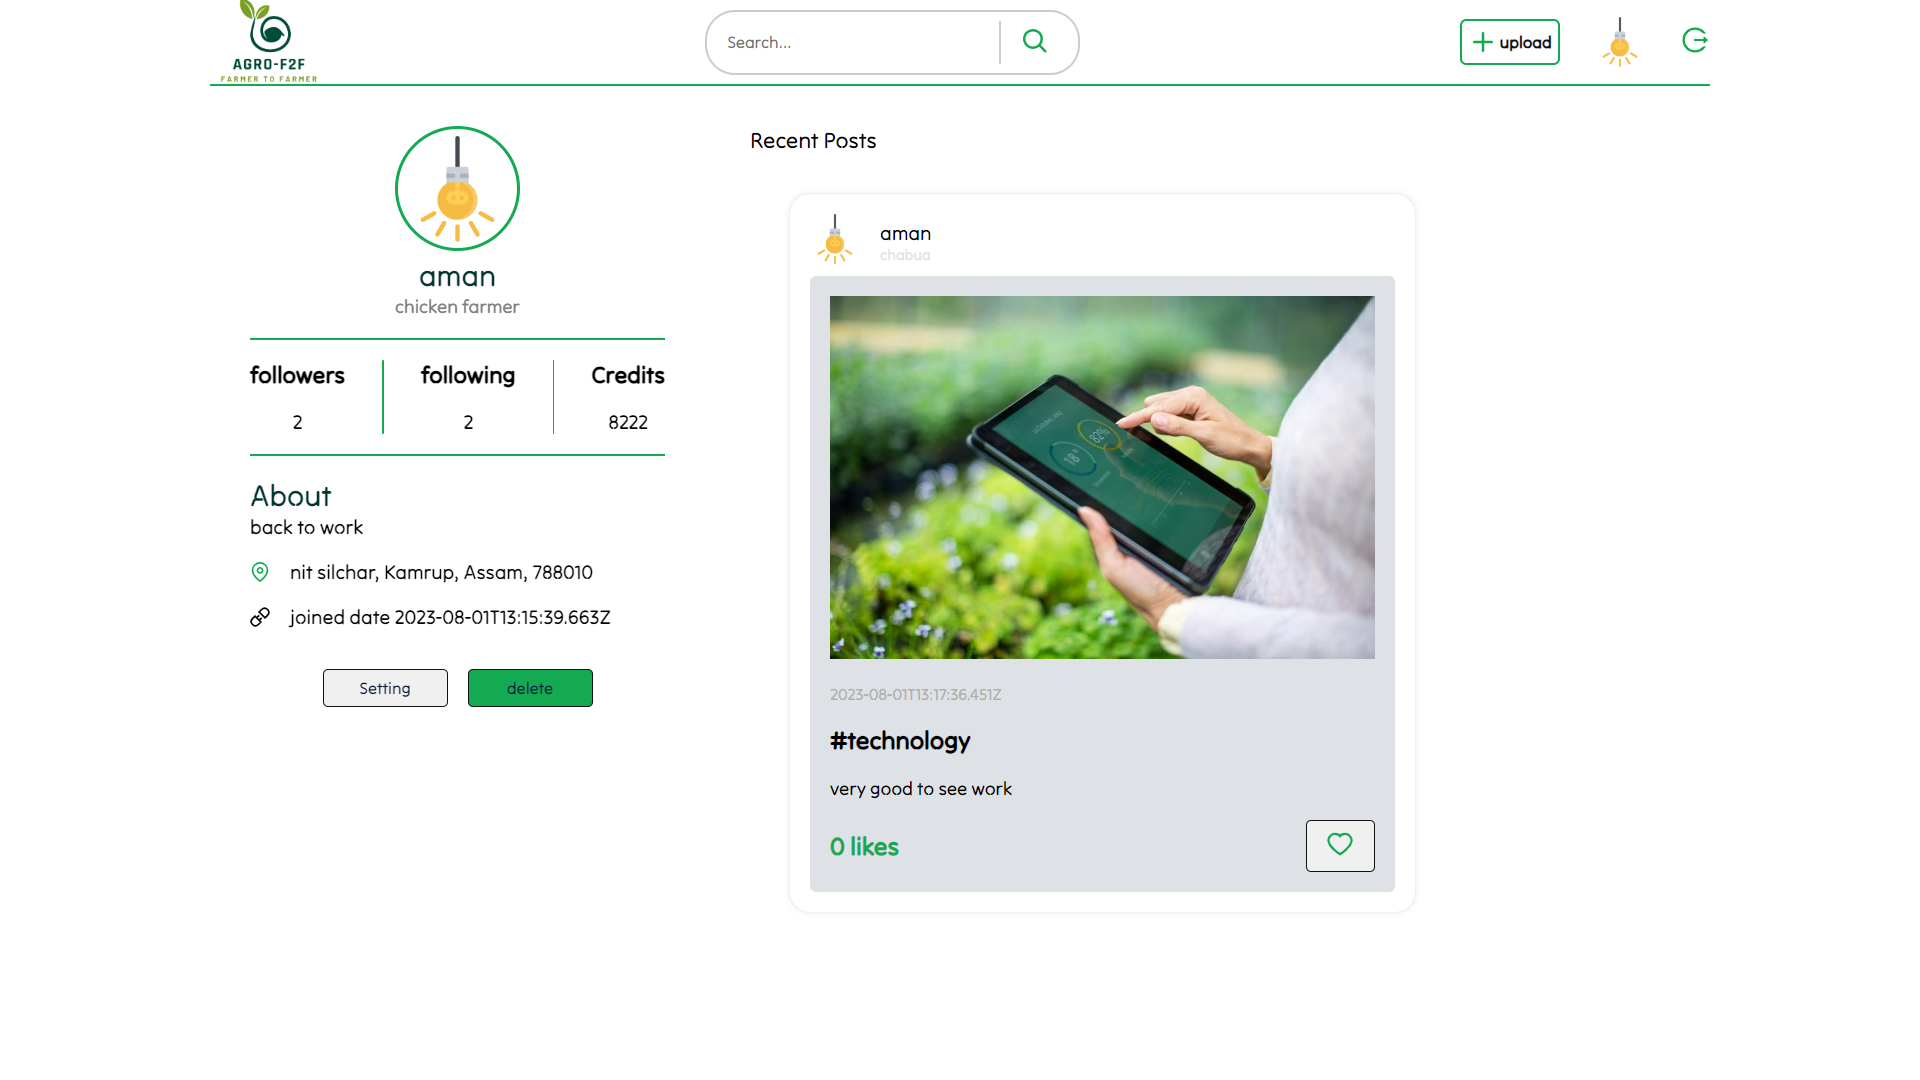 AGRO-F2F
FARMER TO FARMER
Search...
upload
aman
chicken farmer
followers
2
following
2
Credits
8222
About
back to work
nit silchar, Kamrup, Assam, 788010
joined date 2023-08-01T13:15:39.663Z
Setting
delete
Recent Posts
aman
chabua
82%
18°
2023-08-01T13:17:36.451Z
#technology
very good to see work
0 likes